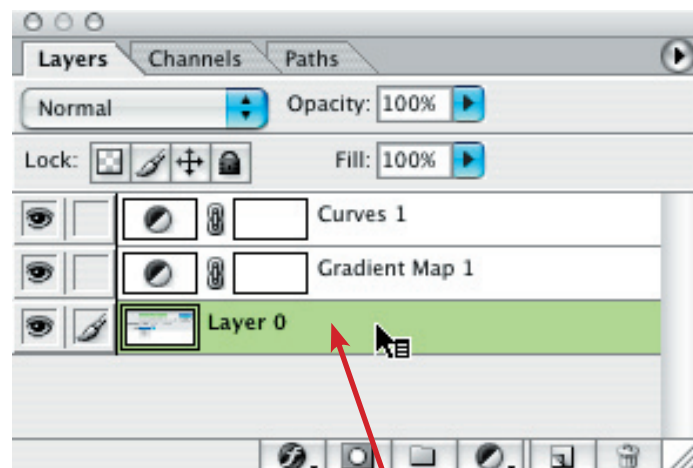 Layers Channels Paths
Normal Opacity: 100%
Lock: Fill: 100%
Curves 1
Gradient Map 1
Layer 0